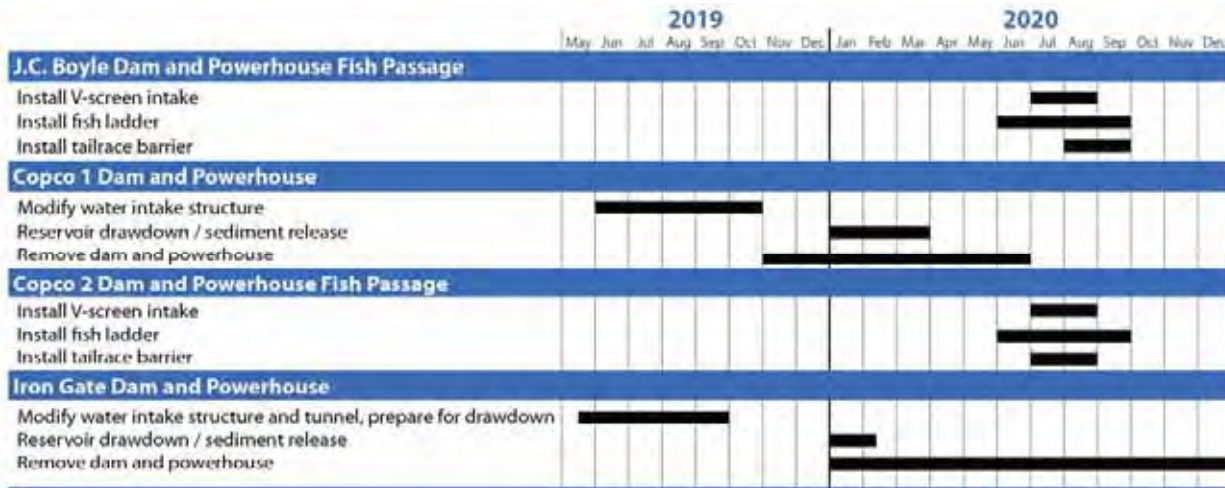 2019 2020
May Jun Jul Aug Sep Oct Nov Dec Jan Feb Mar Apr May Jun Jul Aug Sep Oct Nov Dec
J.C. Boyle Dam and Powerhouse Fish Passage
Install V-screen intake
Install fish ladder
Install tailrace barrier
Copco 1 Dam and Powerhouse
Modify water intake structure
Reservoir drawdown / sediment release
Remove dam and powerhouse
Copco 2 Dam and Powerhouse Fish Passage
Install V-screen intake
Install fish ladder
Install tailrace barrier
Iron Gate Dam and Powerhouse
Modify water intake structure and tunnel, prepare for drawdown
Reservoir drawdown / sediment release
Remove dam and powerhouse